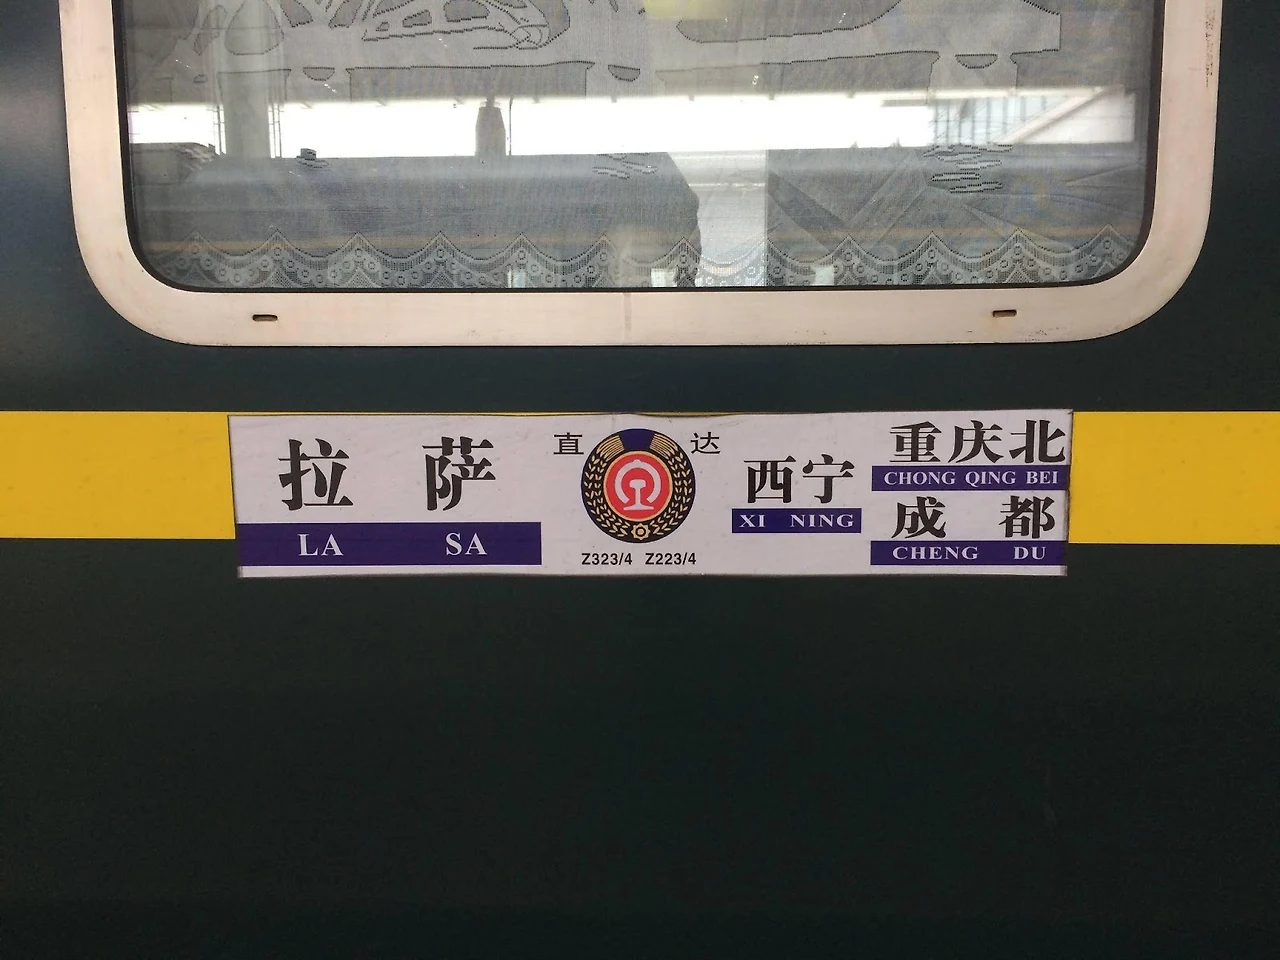 拉 萨
LA SA
直 达
Z323/4 Z223/4
西宁
XI NING
重庆北
CHONG QING BEI
成 都
CHENG DU